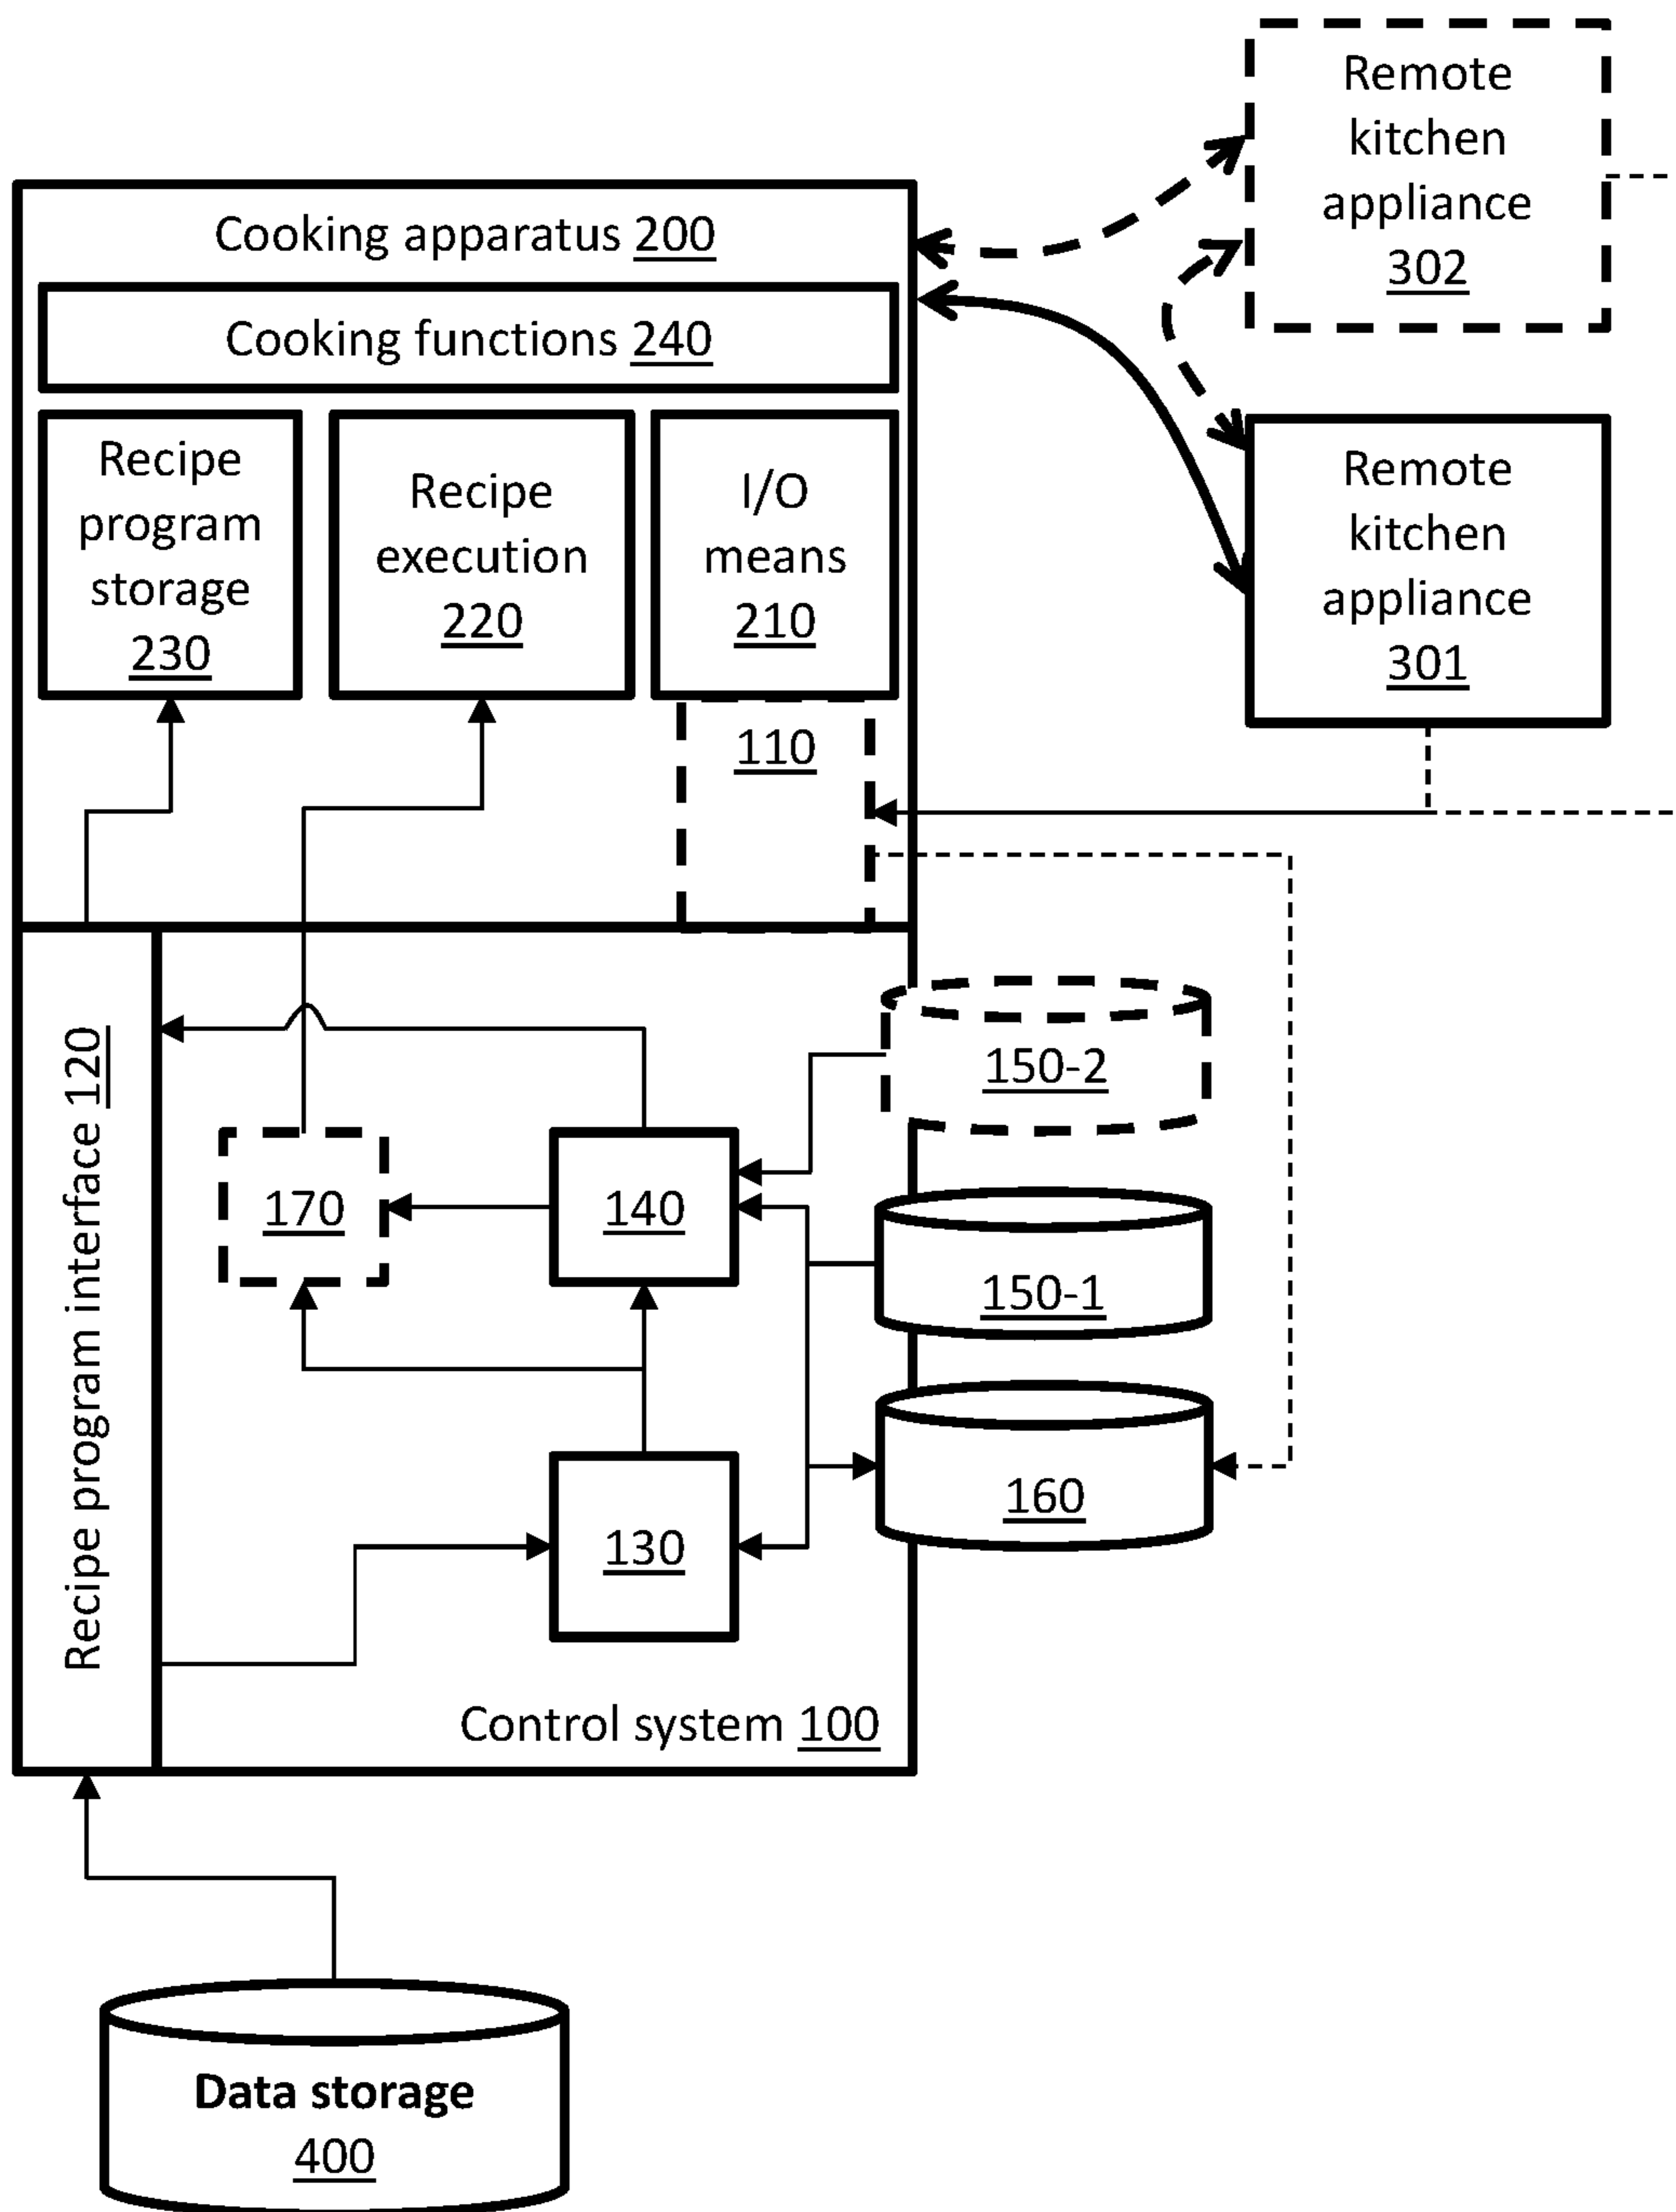 Remote
kitchen
appliance
302
Cooking apparatus 200
Cooking functions 240
Recipe
program
storage
230
Recipe
execution
220
I/O
means
210
Remote
kitchen
appliance
301
110
Recipe program interface 120
150-2
170
140
150-1
160
130
Control system 100
Data storage
400